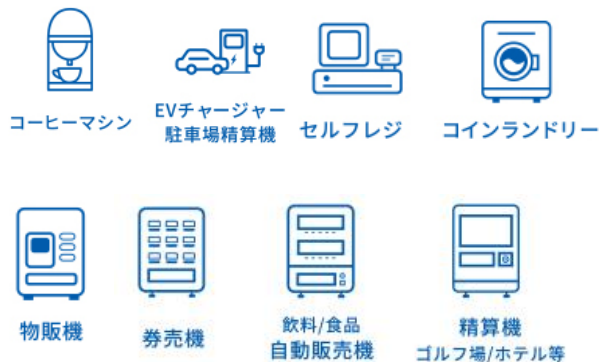 コーヒーマシン
EVチャージャー
駐車場精算機
セルフレジ
コインランドリー
物販機
券売機
飲料/食品
自動販売機
精算機
ゴルフ場/ホテル等